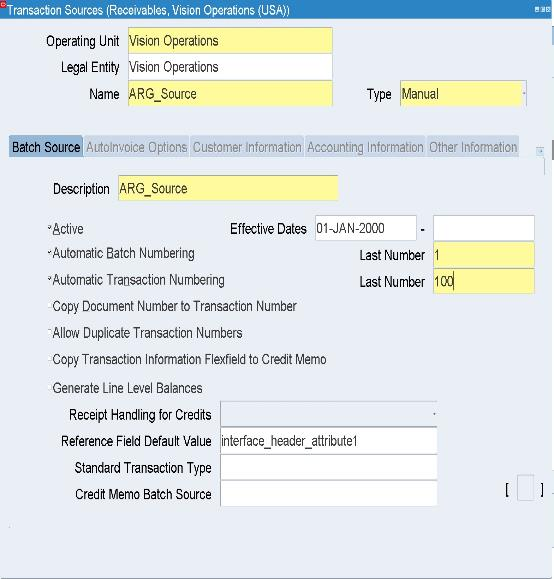 Transaction Sources (Receivables, Vision Operations (USA))
Operating Unit Vision Operations
Legal Entity Vision Operations
Name ARG_Source Type Manual
Batch Source AutoInvoice Options Customer Information Accounting Information Other Information
Description ARG_Source
Active Effective Dates 01-JAN-2000 -
Automatic Batch Numbering Last Number 1
Automatic Transaction Numbering Last Number 100
Copy Document Number to Transaction Number
Allow Duplicate Transaction Numbers
Copy Transaction Information Flexfield to Credit Memo
Generate Line Level Balances
Receipt Handling for Credits
Reference Field Default Value interface_header_attribute1
Standard Transaction Type
Credit Memo Batch Source [ ]